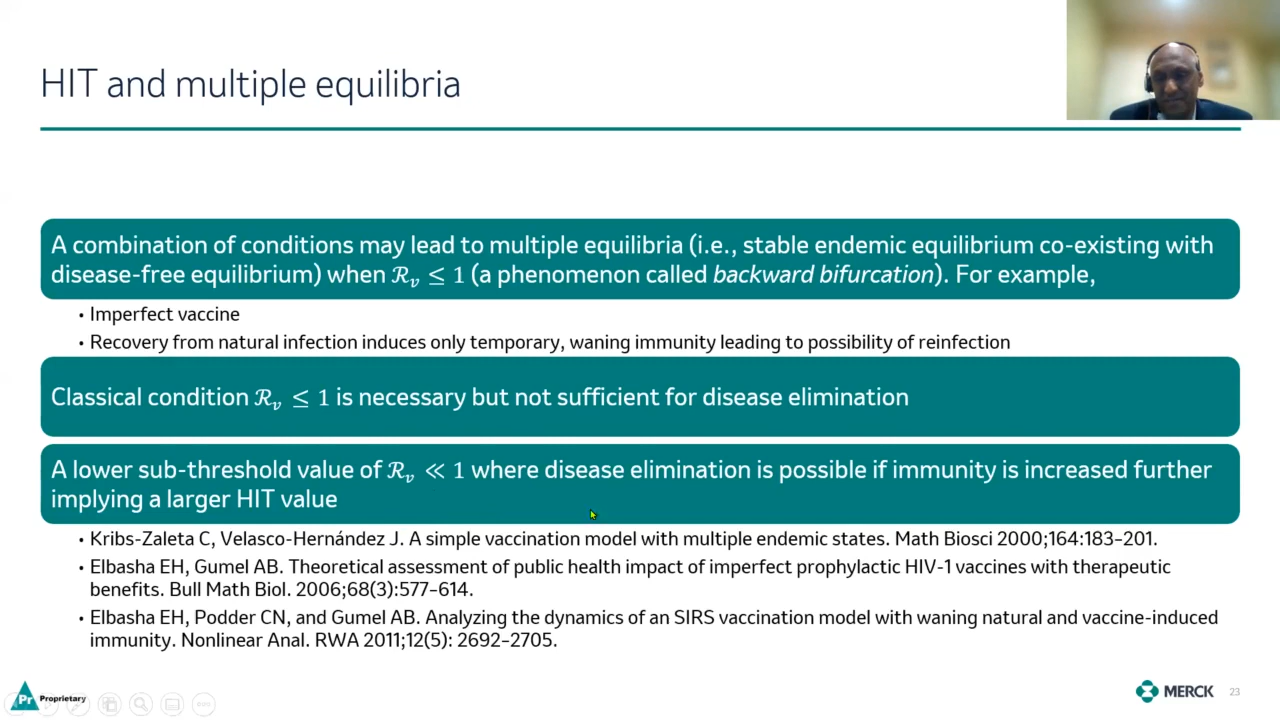 HIT and multiple equilibria
A combination of conditions may lead to multiple equilibria (i.e., stable endemic equilibrium co-existing with
disease-free equilibrium) when ℛᵥ ≤ 1 (a phenomenon called backward bifurcation). For example,
• Imperfect vaccine
• Recovery from natural infection induces only temporary, waning immunity leading to possibility of reinfection
Classical condition ℛᵥ ≤ 1 is necessary but not sufficient for disease elimination
A lower sub-threshold value of ℛᵥ ≪ 1 where disease elimination is possible if immunity is increased further
implying a larger HIT value
• Kribs-Zaleta C, Velasco-Hernández J. A simple vaccination model with multiple endemic states. Math Biosci 2000;164:183–201.
• Elbasha EH, Gumel AB. Theoretical assessment of public health impact of imperfect prophylactic HIV-1 vaccines with therapeutic
benefits. Bull Math Biol. 2006;68(3):577–614.
• Elbasha EH, Podder CN, and Gumel AB. Analyzing the dynamics of an SIRS vaccination model with waning natural and vaccine-induced
immunity. Nonlinear Anal. RWA 2011;12(5): 2692–2705.
Pr Proprietary
MERCK 23